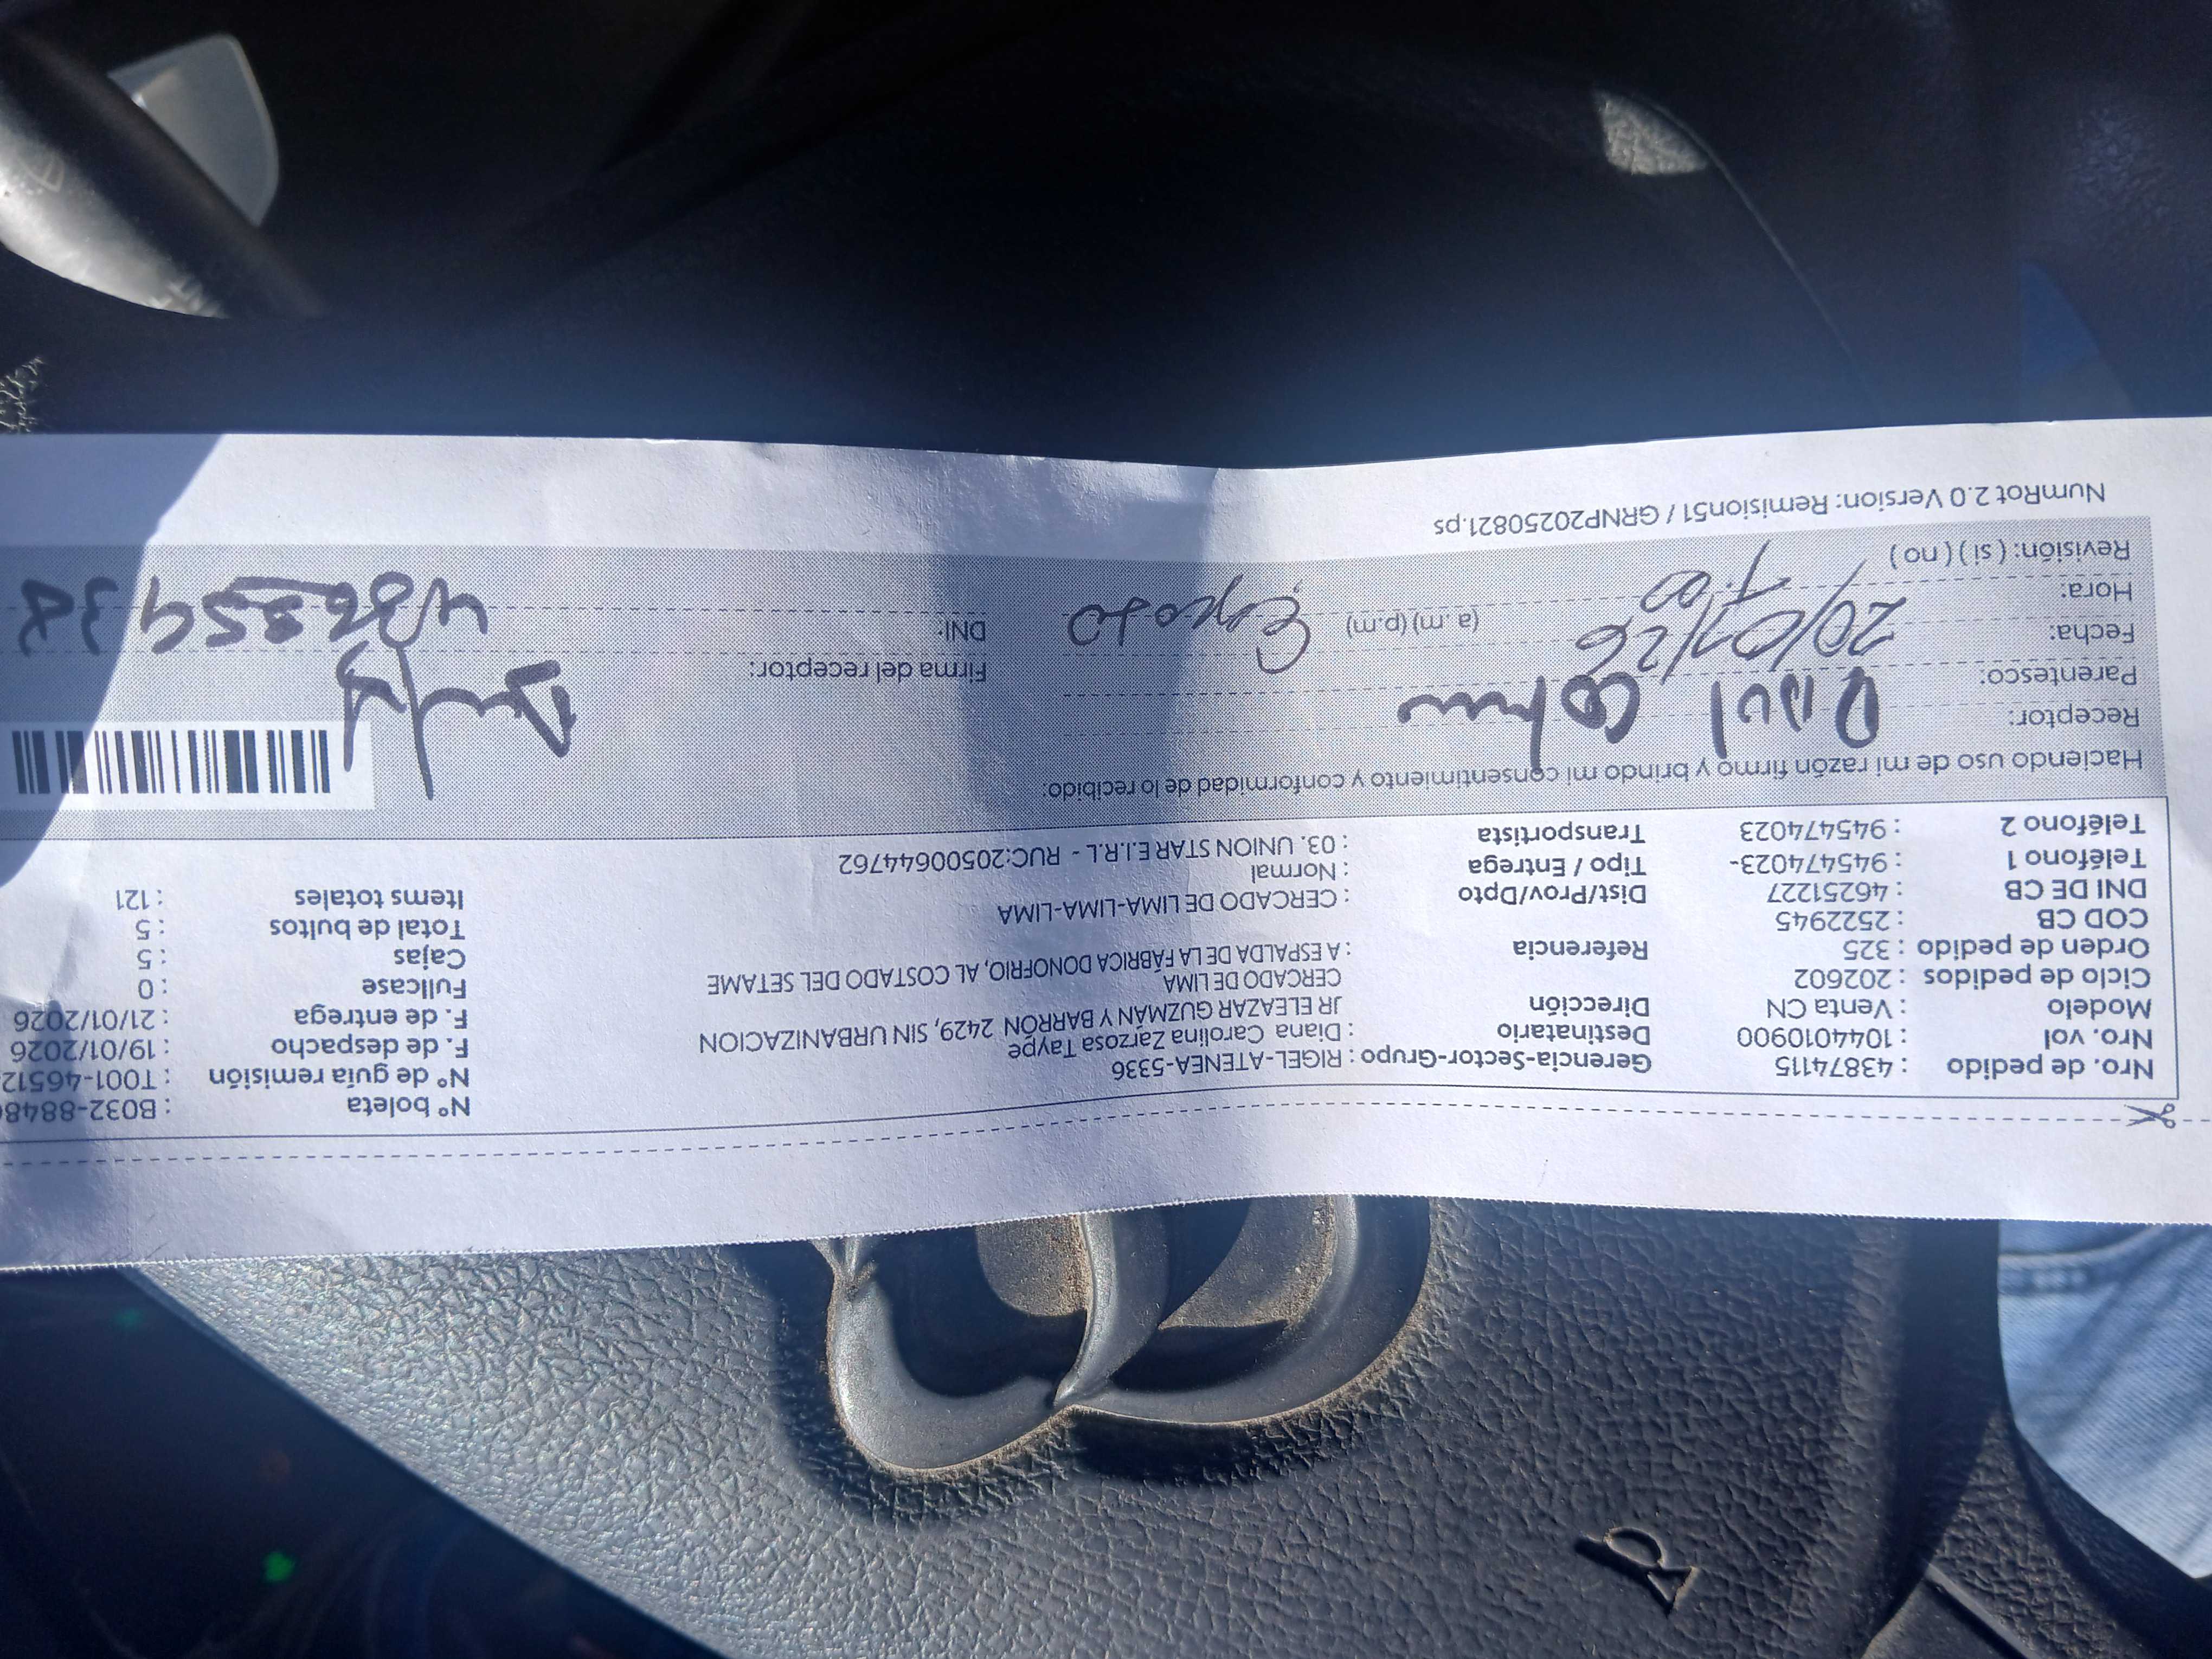 Nro. de pedido : 43874115 Gerencia-Sector-Grupo : RIGEL-ATENEA-5336 N° boleta : B032-8848
Nro. vol : 1044010900 Destinatario : Diana Carolina Zarzosa Taype N° de guía remisión : T001-46512
Modelo : Venta CN Dirección JR ELEAZAR GUZMÁN Y BARRÓN 2429, SIN URBANIZACION F. de despacho : 19/01/2026
CERCADO DE LIMA F. de entrega : 21/01/2026
Ciclo de pedidos : 202602 Referencia : A ESPALDA DE LA FÁBRICA DONOFRIO, AL COSTADO DEL SETAME Fullcase : 0
Orden de pedido : 325 Cajas : 5
COD CB : 2522945 Dist/Prov/Dpto : CERCADO DE LIMA-LIMA-LIMA Total de bultos : 5
DNI DE CB : 46251227 Tipo / Entrega : Normal Items totales : 121
Teléfono 1 : 945474023- Transportista : 03. UNION STAR E.I.R.L - RUC:20500644762
Teléfono 2 : 945474023
Haciendo uso de mi razón firmo y brindo mi consentimiento y conformidad de lo recibido:
Receptor:
Parentesco: Firma del receptor:
Fecha: 20/01/26 DNI:
Hora: 1:00 (a.m) (p.m) Esposo
Revisión: ( si ) ( no )
NumRot 2.0 Version: Remision51 / GRNP20250821.ps